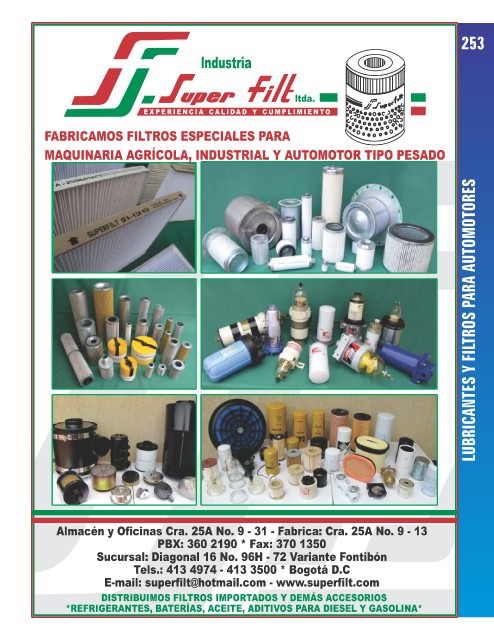 253
Industria
Super Filt ltda.
EXPERIENCIA CALIDAD Y CUMPLIMIENTO
FABRICAMOS FILTROS ESPECIALES PARA
MAQUINARIA AGRÍCOLA, INDUSTRIAL Y AUTOMOTOR TIPO PESADO
LUBRICANTES Y FILTROS PARA AUTOMOTORES
Almacén y Oficinas Cra. 25A No. 9 - 31 - Fabrica: Cra. 25A No. 9 - 13
PBX: 360 2190 * Fax: 370 1350
Sucursal: Diagonal 16 No. 96H - 72 Variante Fontibón
Tels.: 413 4974 - 413 3500 * Bogotá D.C
E-mail: superfilt@hotmail.com - www.superfilt.com
DISTRIBUIMOS FILTROS IMPORTADOS Y DEMÁS ACCESORIOS
*REFRIGERANTES, BATERÍAS, ACEITE, ADITIVOS PARA DIESEL Y GASOLINA*